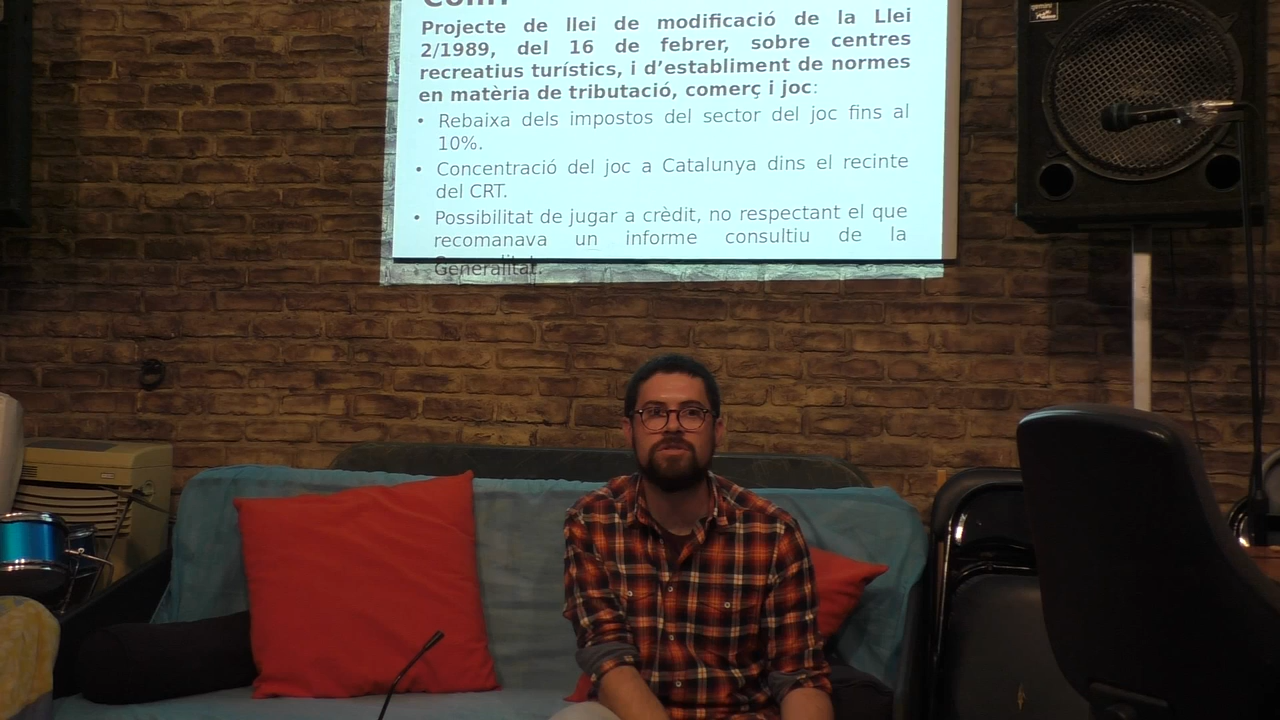 Projecte de llei de modificació de la Llei
2/1989, del 16 de febrer, sobre centres
recreatius turístics, i d’establiment de normes
en matèria de tributació, comerç i joc:
• Rebaixa dels impostos del sector del joc fins al
10%.
• Concentració del joc a Catalunya dins el recinte
del CRT.
• Possibilitat de jugar a crèdit, no respectant el que
recomanava un informe consultiu de la
Generalitat.